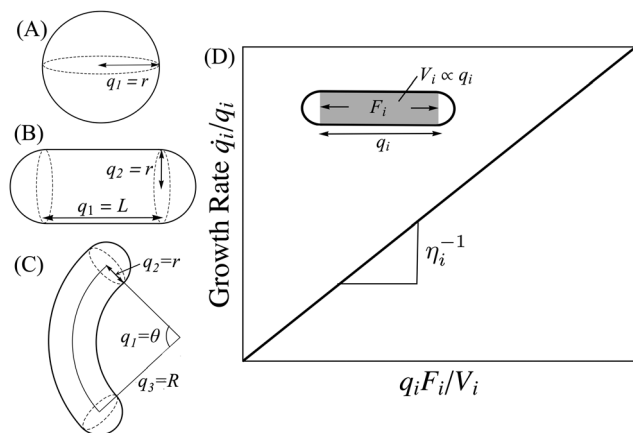 (A)
q₁ = r
(B)
q₂ = r
q₁ = L
(C)
q₂=r
q₁=θ
q₃=R
(D)
Growth Rate q̇ᵢ/qᵢ
Vᵢ ∝ qᵢ
Fᵢ
qᵢ
ηᵢ⁻¹
qᵢFᵢ/Vᵢ